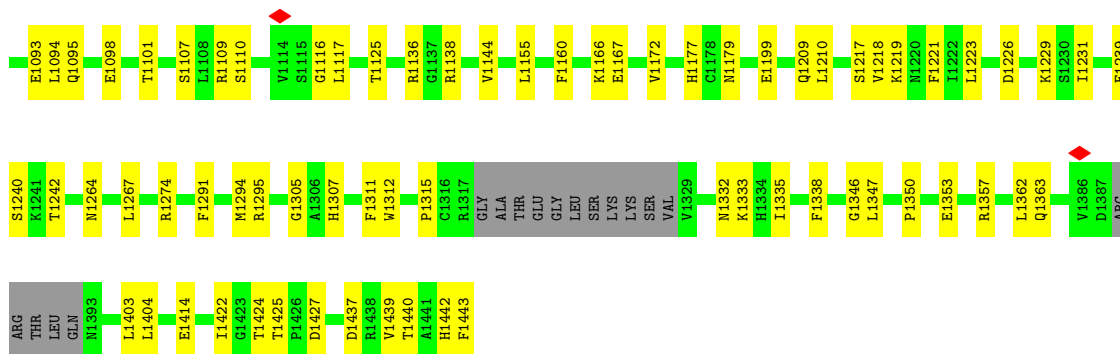 E1093 L1094 Q1095 E1098 T1101 S1107 L1108 R1109 S1110 V1114 S1115 G1116 L1117 T1125 R1136 G1137 R1138 V1144 L1155 F1160 K1166 E1167 V1172 H1177 C1178 N1179 E1199 Q1209 L1210 S1217 V1218 K1219 N1220 F1221 I1222 L1223 D1226 K1229 S1230 I1231
S1240 K1241 T1242 N1264 L1267 R1274 F1291 M1294 R1295 G1305 A1306 H1307 F1311 W1312 P1315 C1316 R1317 GLY ALA THR GLU GLY LEU SER LYS LYS SER VAL V1329 N1332 K1333 H1334 I1335 F1338 G1346 L1347 P1350 E1353 R1357 L1362 Q1363 V1386 D1387 ARG
ARG THR LEU GLN N1393 L1403 L1404 E1414 I1422 G1423 T1424 T1425 P1426 D1427 D1437 R1438 V1439 T1440 A1441 H1442 F1443